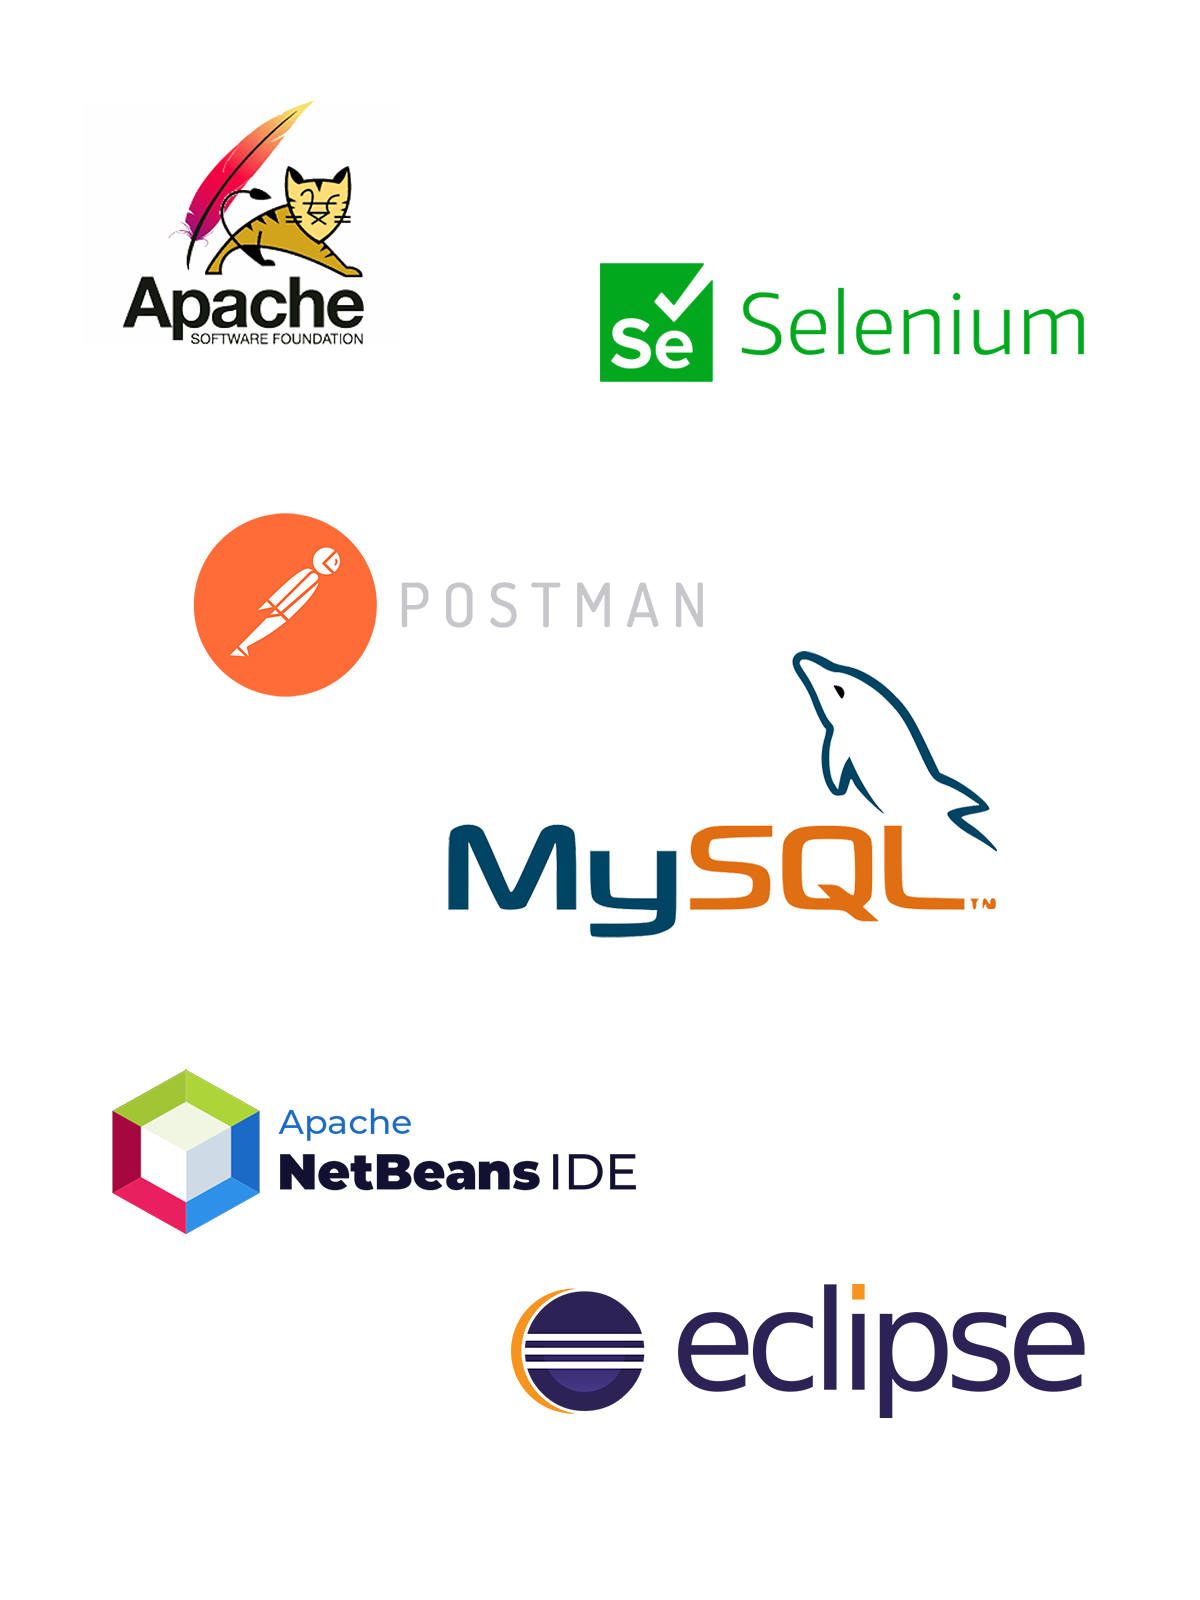 Apache
SOFTWARE FOUNDATION
Se Selenium
POSTMAN
MySQL TM
Apache
NetBeans IDE
eclipse